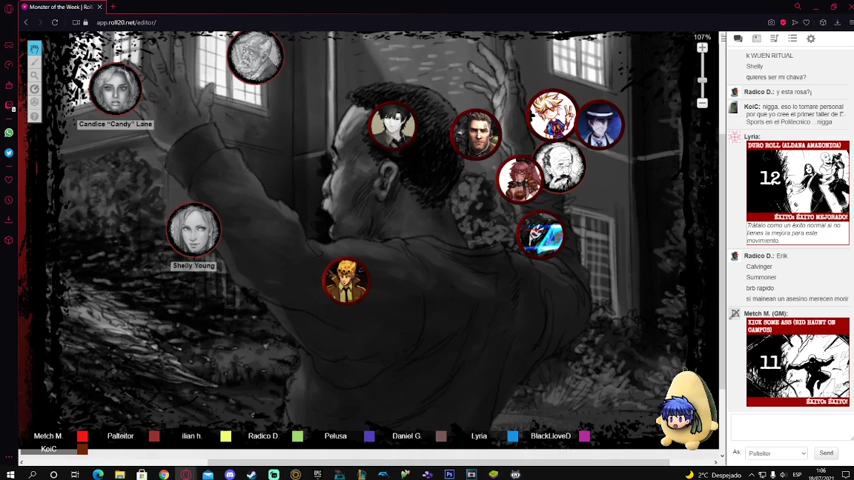 Monster of the Week | Roll
app.roll20.net/editor/
107%
Candice "Candy" Lane
Shelly Young
k WUEN RITUAL
Shelly
quieres ser mi chava?
Radico D.: y esta rosa?¡
KoiC: nigga, eso lo tomare personal
por que yo cree el primer taller de E
Sports en el Politecnico . .nigga
Lyria:
DURO ROLL (ALDANA AMAZONICA)
12
ÉXITO: ÉXITO MEJORADO!
Trátalo como un éxito normal si no
tienes la mejora para este
movimiento.
Radico D.: Erik
Calvinger
Summoner
brb rapido
si mainean un asesino merecen morir
Metch M. (GM):
KICK SOME ASS (BIG HAUNT ON
CAMPUS)
11
ÉXITO: ÉXITO!
Metch M.
Palteitor
ilian h.
Radico D.
Pelusa
Daniel G.
Lyria
BlackLloveD
KoiC
As:
Palteitor
Send
2°C Despejado
ESP
1:06
18/07/2021